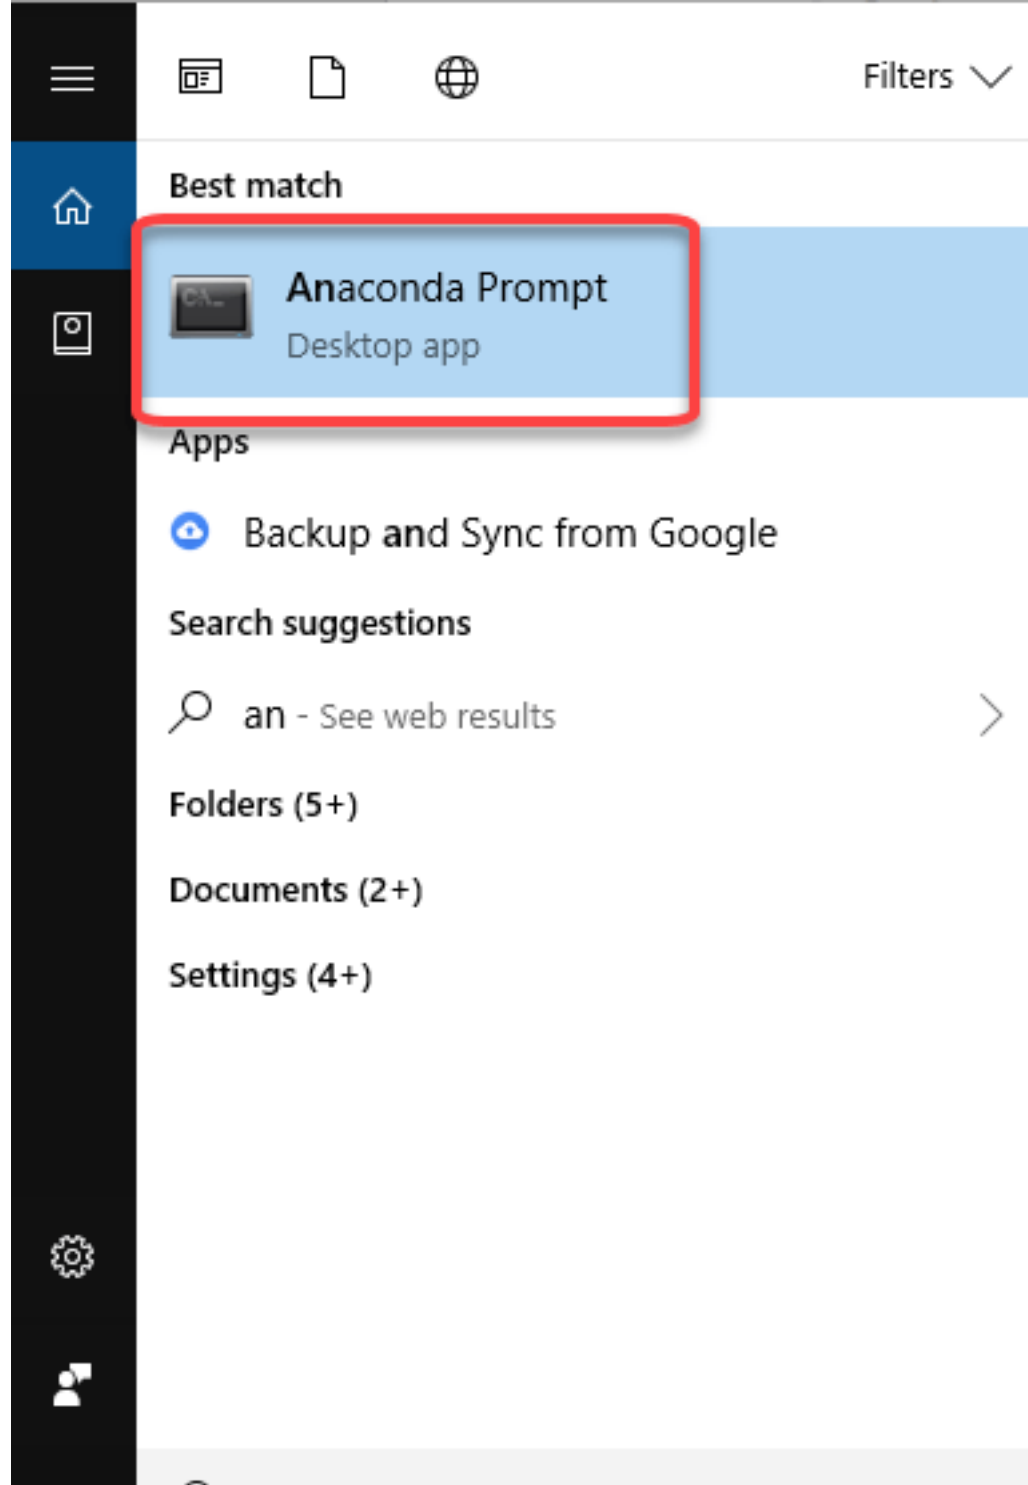 Filters
Best match
C:\_
Anaconda Prompt
Desktop app
Apps
Backup and Sync from Google
Search suggestions
an - See web results
Folders (5+)
Documents (2+)
Settings (4+)